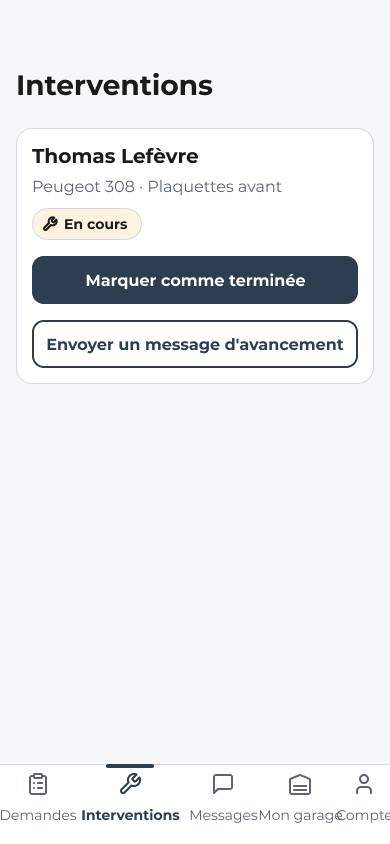 Interventions
Thomas Lefèvre
Peugeot 308 · Plaquettes avant
En cours
Marquer comme terminée
Envoyer un message d'avancement
Demandes
Interventions
Messages
Mon garage
Compte